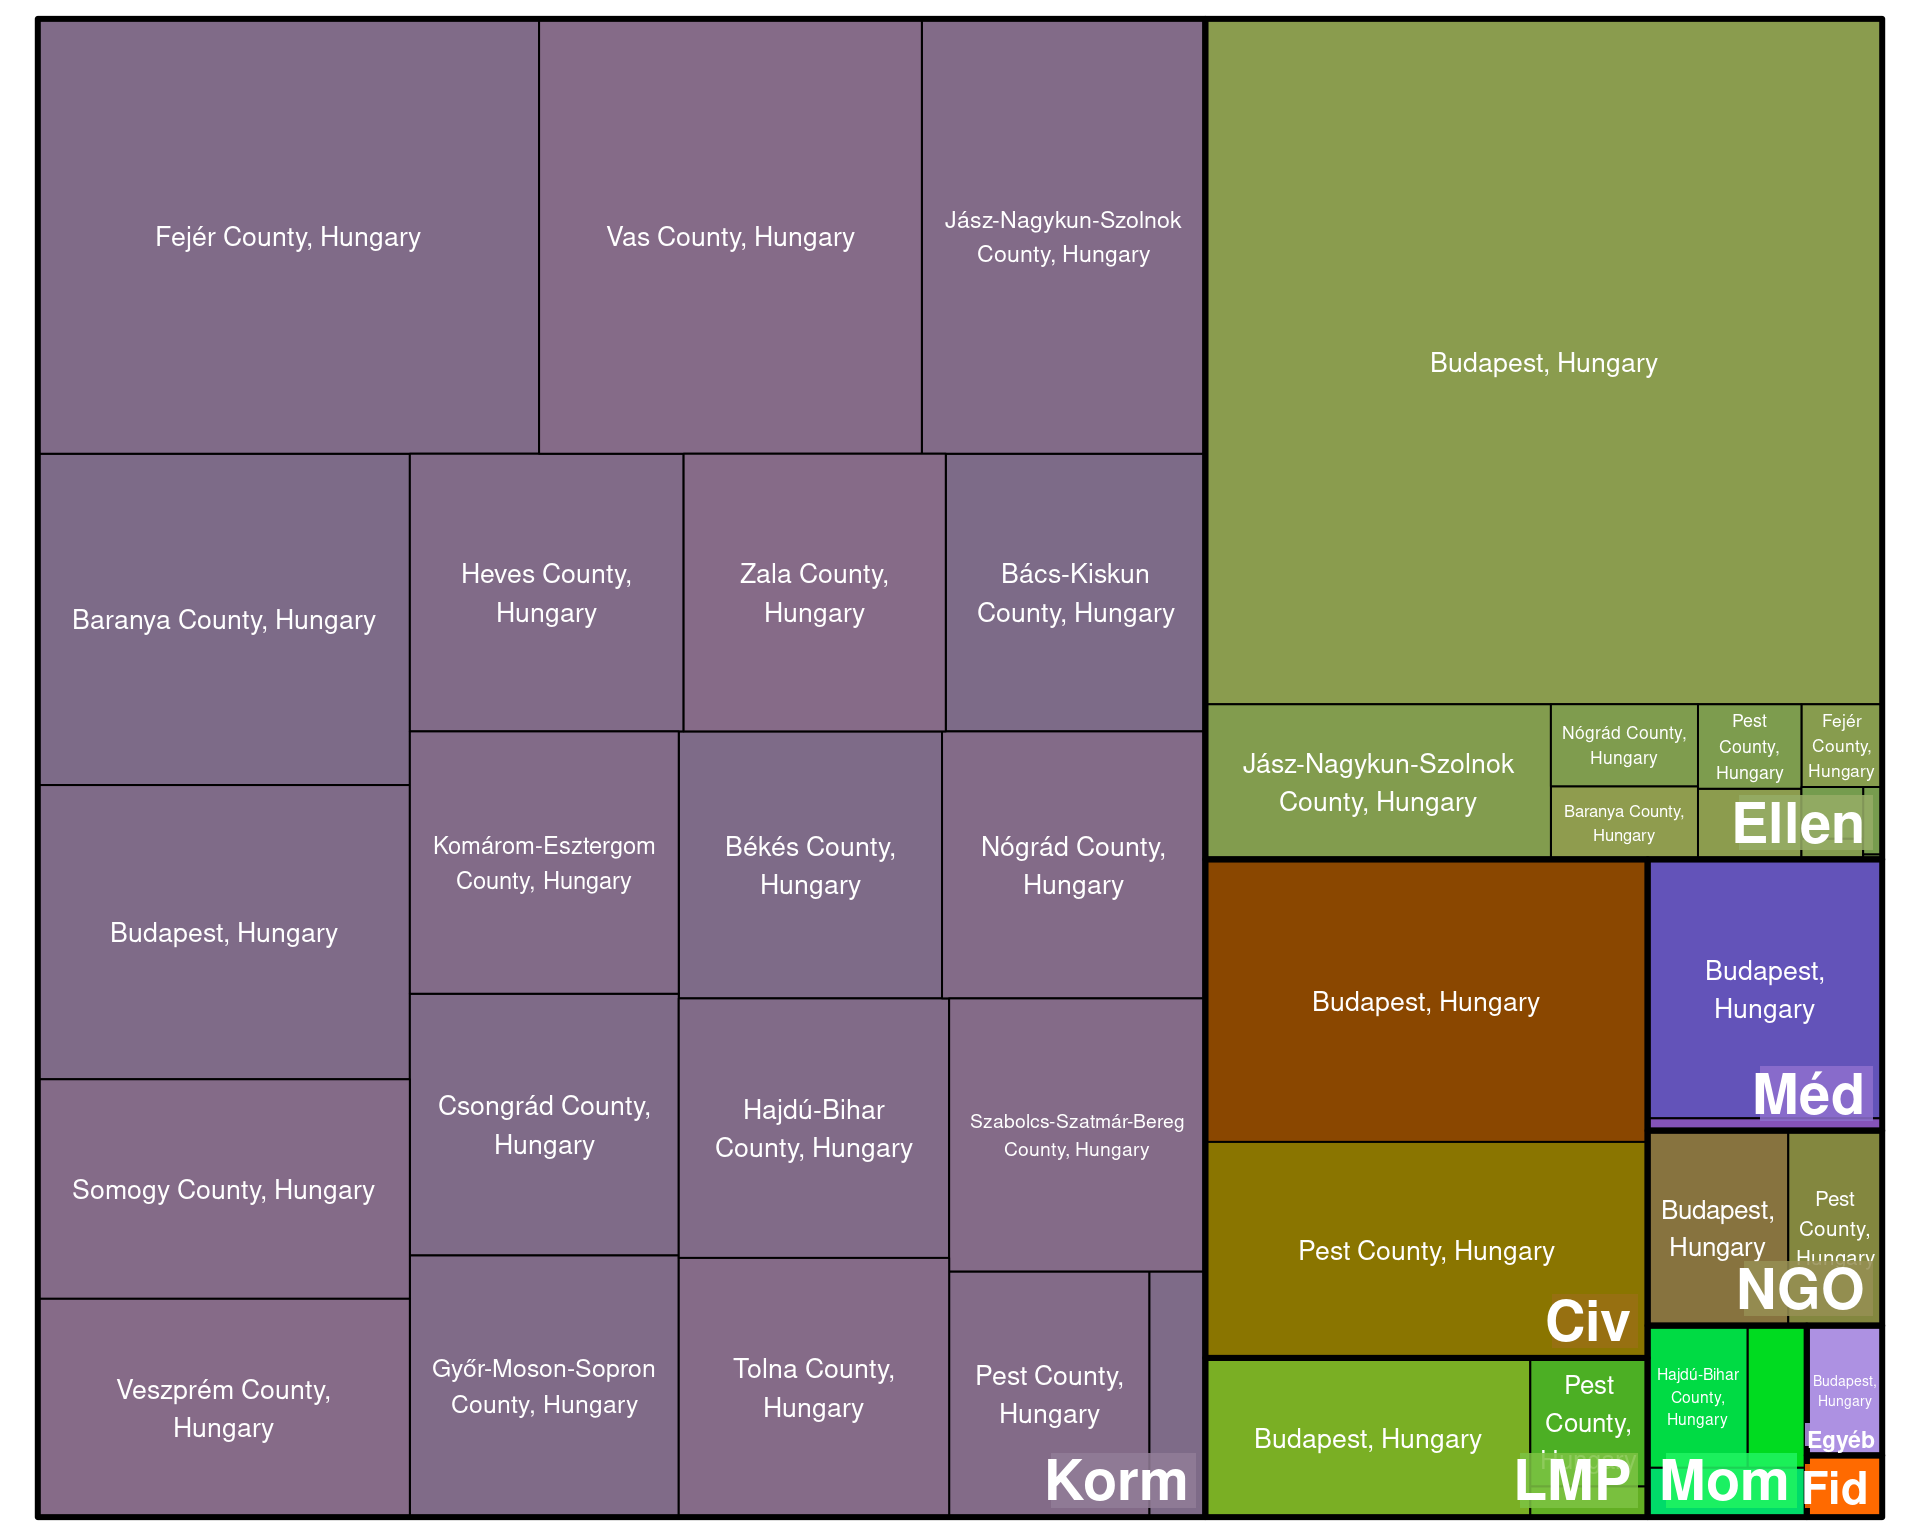 Fejér County, Hungary
Vas County, Hungary
Jász-Nagykun-Szolnok
County, Hungary
Baranya County, Hungary
Heves County,
Hungary
Zala County,
Hungary
Bács-Kiskun
County, Hungary
Budapest, Hungary
Komárom-Esztergom
County, Hungary
Békés County,
Hungary
Nógrád County,
Hungary
Somogy County, Hungary
Csongrád County,
Hungary
Hajdú-Bihar
County, Hungary
Szabolcs-Szatmár-Bereg
County, Hungary
Veszprém County,
Hungary
Győr-Moson-Sopron
County, Hungary
Tolna County,
Hungary
Pest County,
Hungary
Korm
Budapest, Hungary
Jász-Nagykun-Szolnok
County, Hungary
Nógrád County,
Hungary
Baranya County,
Hungary
Pest
County,
Hungary
Fejér
County,
Hungary
Ellen
Budapest, Hungary
Pest County, Hungary
Civ
Budapest,
Hungary
Méd
Budapest,
Hungary
Pest
County,
Hungary
NGO
Budapest, Hungary
Pest
County,
Hungary
LMP
Hajdú-Bihar
County,
Hungary
Mom
Budapest,
Hungary
Egyéb
Fid